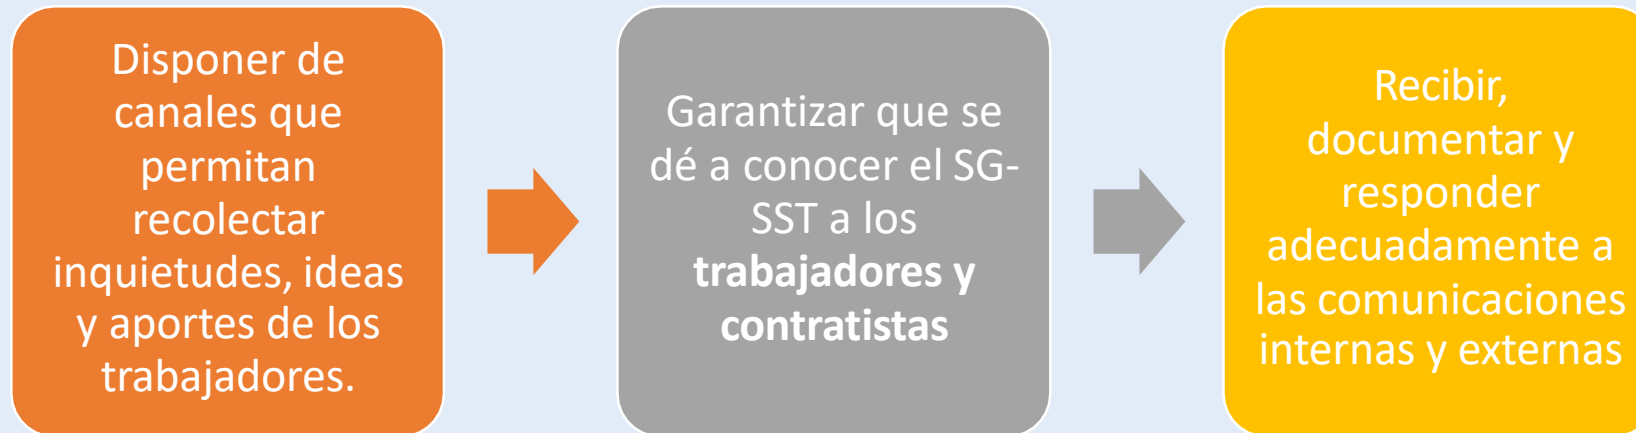 Disponer de
canales que
permitan
recolectar
inquietudes, ideas
y aportes de los
trabajadores.
Garantizar que se
dé a conocer el SG-
SST a los
trabajadores y
contratistas
Recibir,
documentar y
responder
adecuadamente a
las comunicaciones
internas y externas